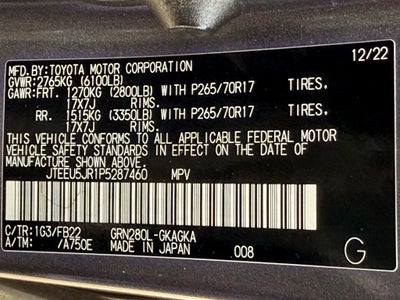 12/22
MFD.BY:TOYOTA MOTOR CORPORATION
GVWR:2765KG (6100LB)
GAWR:FRT. 1270KG (2800LB) WITH P265/70R17 TIRES,
17X7J RIMS.
RR. 1515KG (3350LB) WITH P265/70R17 TIRES,
17X7J RIMS.
THIS VEHICLE CONFORMS TO ALL APPLICABLE FEDERAL MOTOR
VEHICLE SAFETY STANDARDS IN EFFECT ON THE DATE OF
MANUFACTURE SHOWN ABOVE.
JTEEU5JR1P5287460 MPV
C/TR:1G3/FB22 GRN280L-GKAGKA
A/TM: /A750E MADE IN JAPAN .008
G